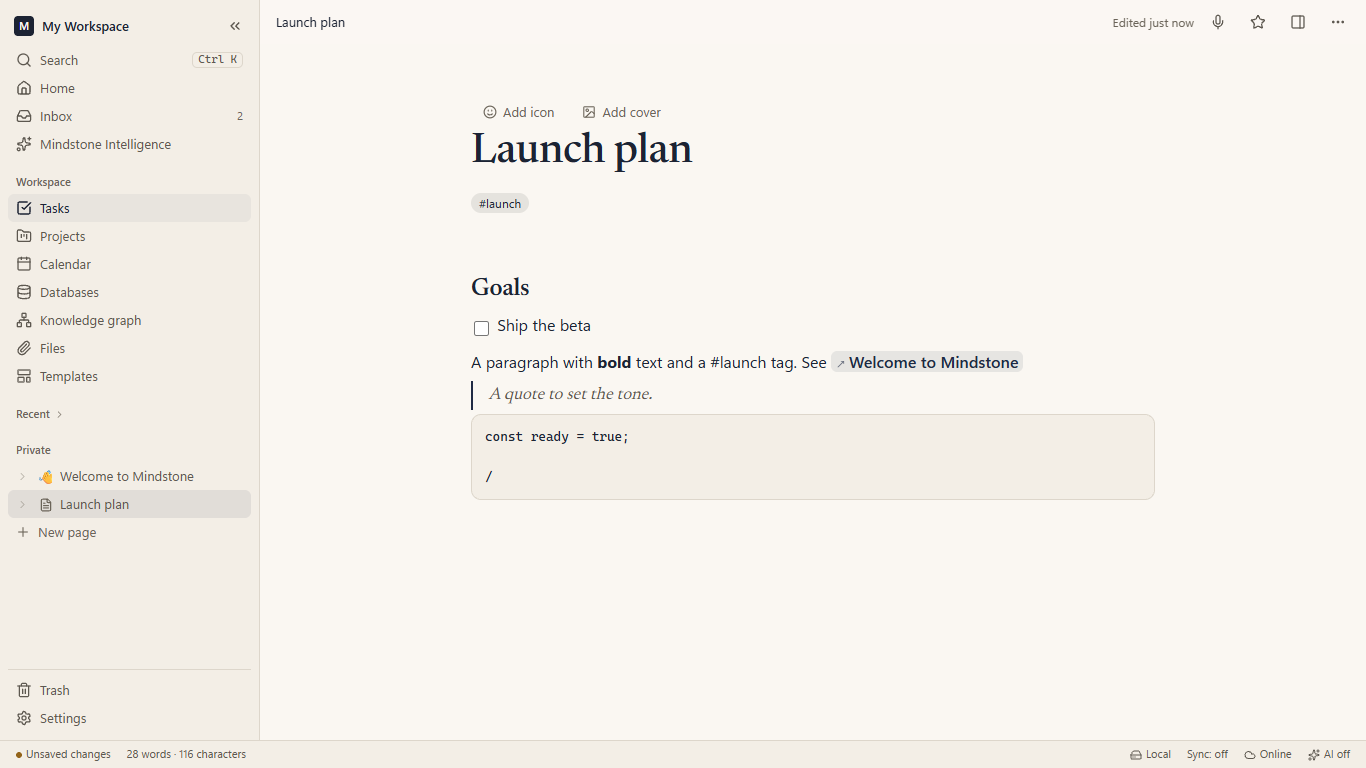 M My Workspace
Search Ctrl K
Home
Inbox 2
Mindstone Intelligence
Workspace
Tasks
Projects
Calendar
Databases
Knowledge graph
Files
Templates
Recent
Private
Welcome to Mindstone
Launch plan
New page
Trash
Settings
Launch plan
Edited just now
Add icon Add cover
Launch plan
#launch
Goals
Ship the beta
A paragraph with bold text and a #launch tag. See ↗ Welcome to Mindstone
A quote to set the tone.
const ready = true;
/
Unsaved changes 28 words · 116 characters
Local Sync: off Online AI off